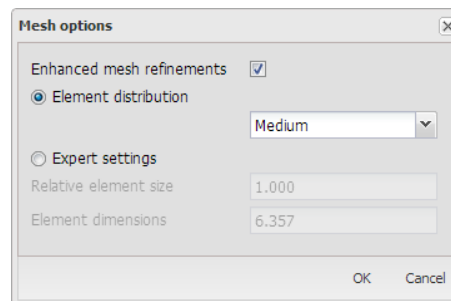 Mesh options
Enhanced mesh refinements
Element distribution
Medium
Expert settings
Relative element size 1.000
Element dimensions 6.357
OK Cancel